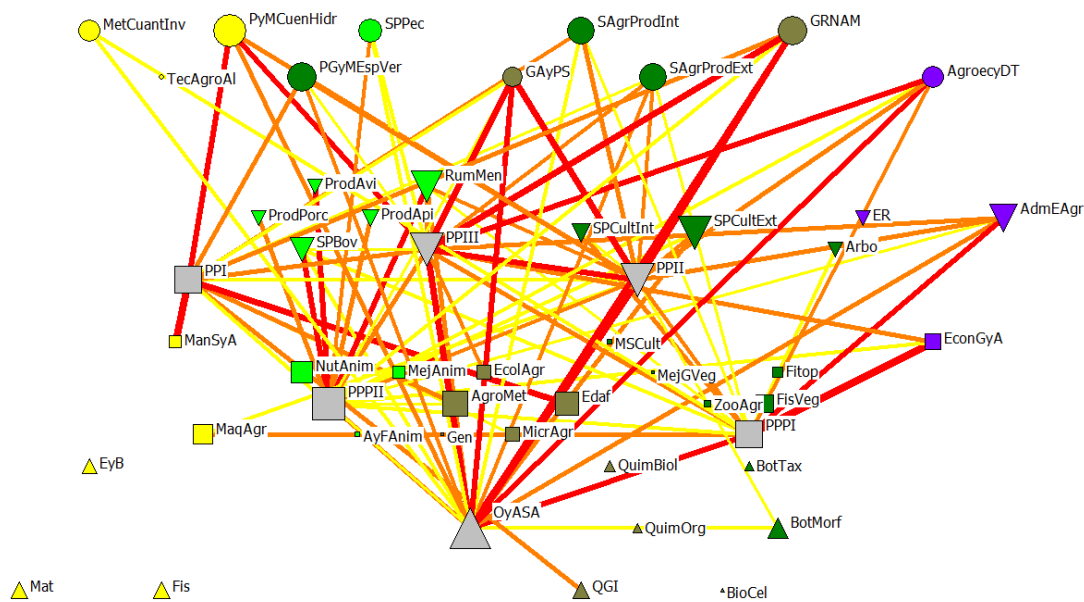 MetCuantInv
PyMCuenHidr
SPPec
SAgrProdInt
GRNAM
TecAgroAl
PGyMEspVer
GAyPS
SAgrProdExt
AgroecyDT
ProdAvi
RumMen
ProdPorc
ProdApi
SPBov
PPIII
SPCultInt
SPCultExt
ER
AdmEAgr
Arbo
PPI
PPII
ManSyA
MSCult
EconGyA
NutAnim
MejAnim
EcolAgr
MejGVeg
Fitop
PPPII
AgroMet
Edaf
ZooAgr
FisVeg
MaqAgr
AyFAnim
Gen
MicrAgr
PPPI
EyB
QuimBiol
BotTax
OyASA
QuimOrg
BotMorf
Mat
Fis
QGI
BioCel